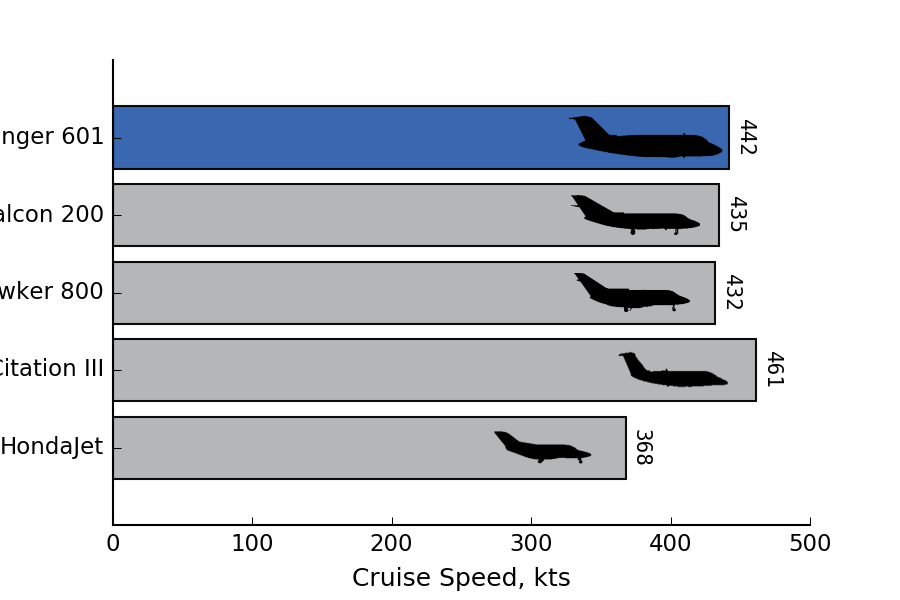 nger 601
442
alcon 200
435
wker 800
432
Citation III
461
HondaJet
368
0 100 200 300 400 500
Cruise Speed, kts